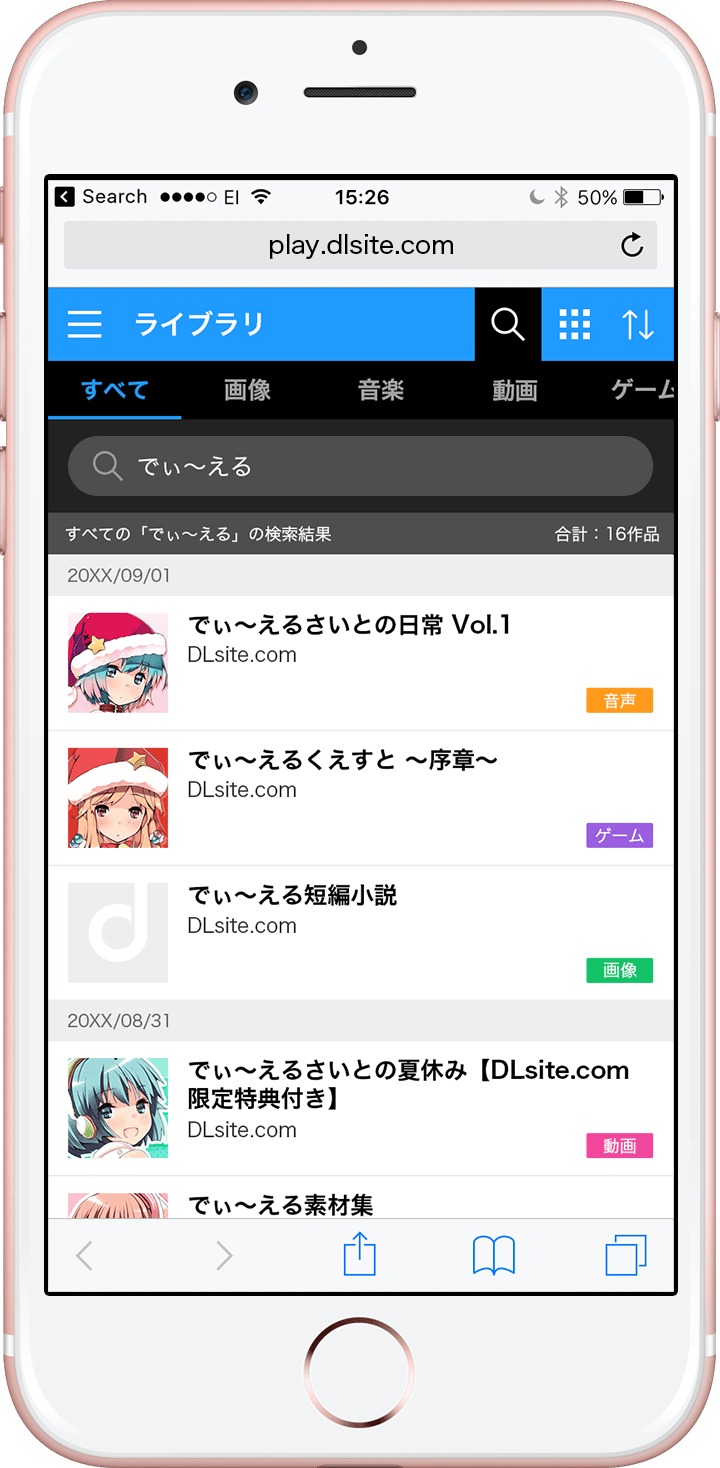 Search
EI
15:26
50%
play.dlsite.com
ライブラリ
すべて
画像
音楽
動画
ゲーム
でぃ〜える
すべての「でぃ〜える」の検索結果
合計：16作品
20XX/09/01
でぃ〜えるさいとの日常 Vol.1
DLsite.com
音声
でぃ〜えるくえすと 〜序章〜
DLsite.com
ゲーム
でぃ〜える短編小説
DLsite.com
画像
20XX/08/31
でぃ〜えるさいとの夏休み【DLsite.com
限定特典付き】
DLsite.com
動画
でぃ〜える素材集